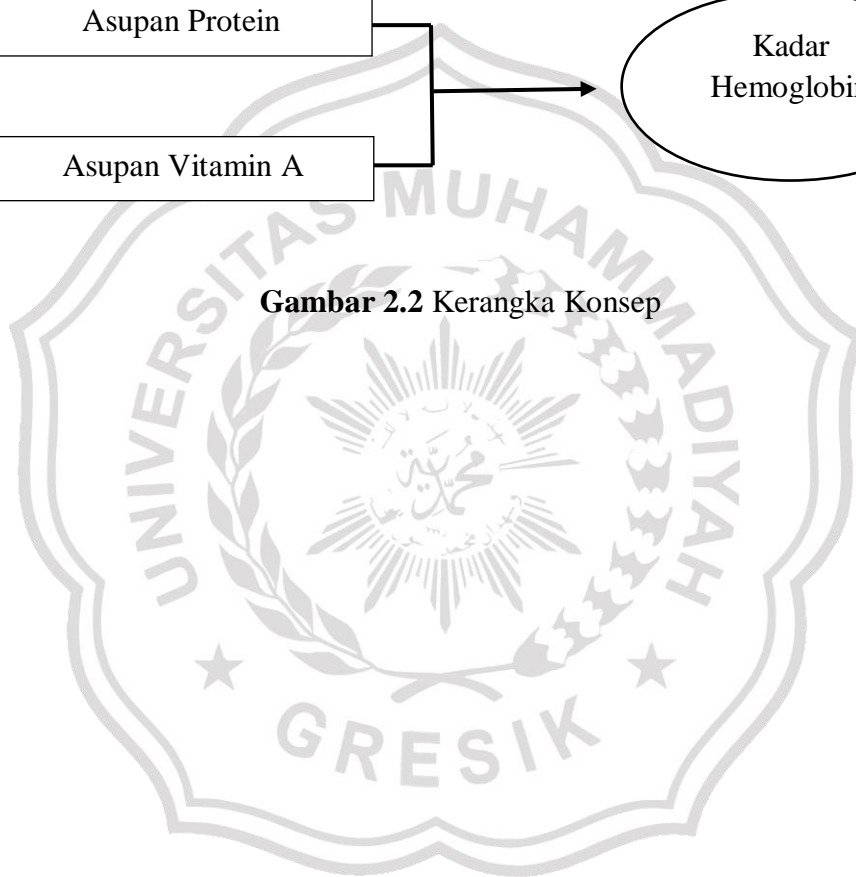 Asupan Protein
Kadar
Asupan Vitamin A
UNIVERSITAS MUHAMMADIYAH
Gambar 2.2 Kerangka Konsep
GRESIK